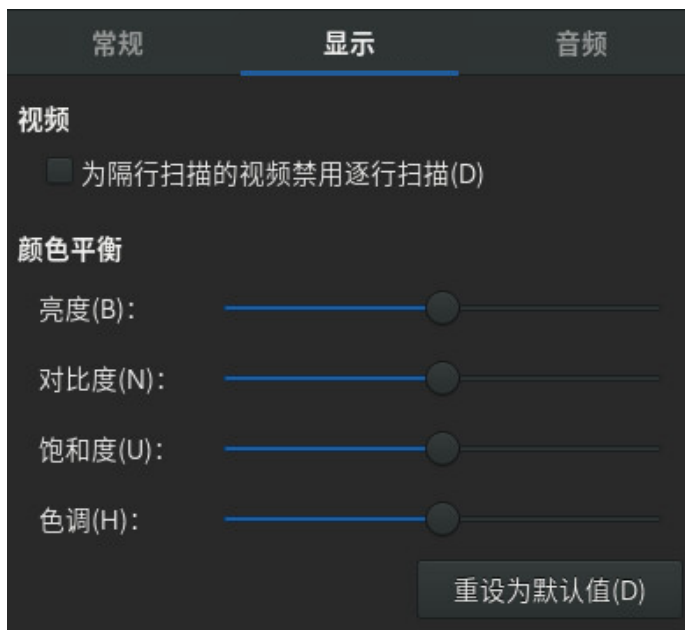 常规 显示 音频
视频
为隔行扫描的视频禁用逐行扫描(D)
颜色平衡
亮度(B):
对比度(N):
饱和度(U):
色调(H):
重设为默认值(D)